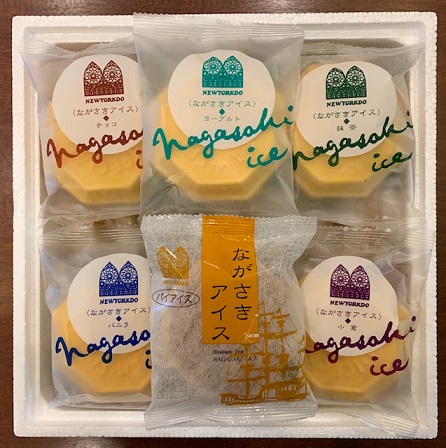 NEWYORKDO
〈ながさきアイス〉
チョコ
Nagasaki
ice
NEWYORKDO
〈ながさきアイス〉
ヨーグルト
Nagasaki
ice
NEWYORKDO
〈ながさきアイス〉
抹茶
Nagasaki
ice
NEWYORKDO
〈ながさきアイス〉
バニラ
Nagasaki
ice
ながさき
アイス
NEWYORKDO
〈ながさきアイス〉
小倉
Nagasaki
ice